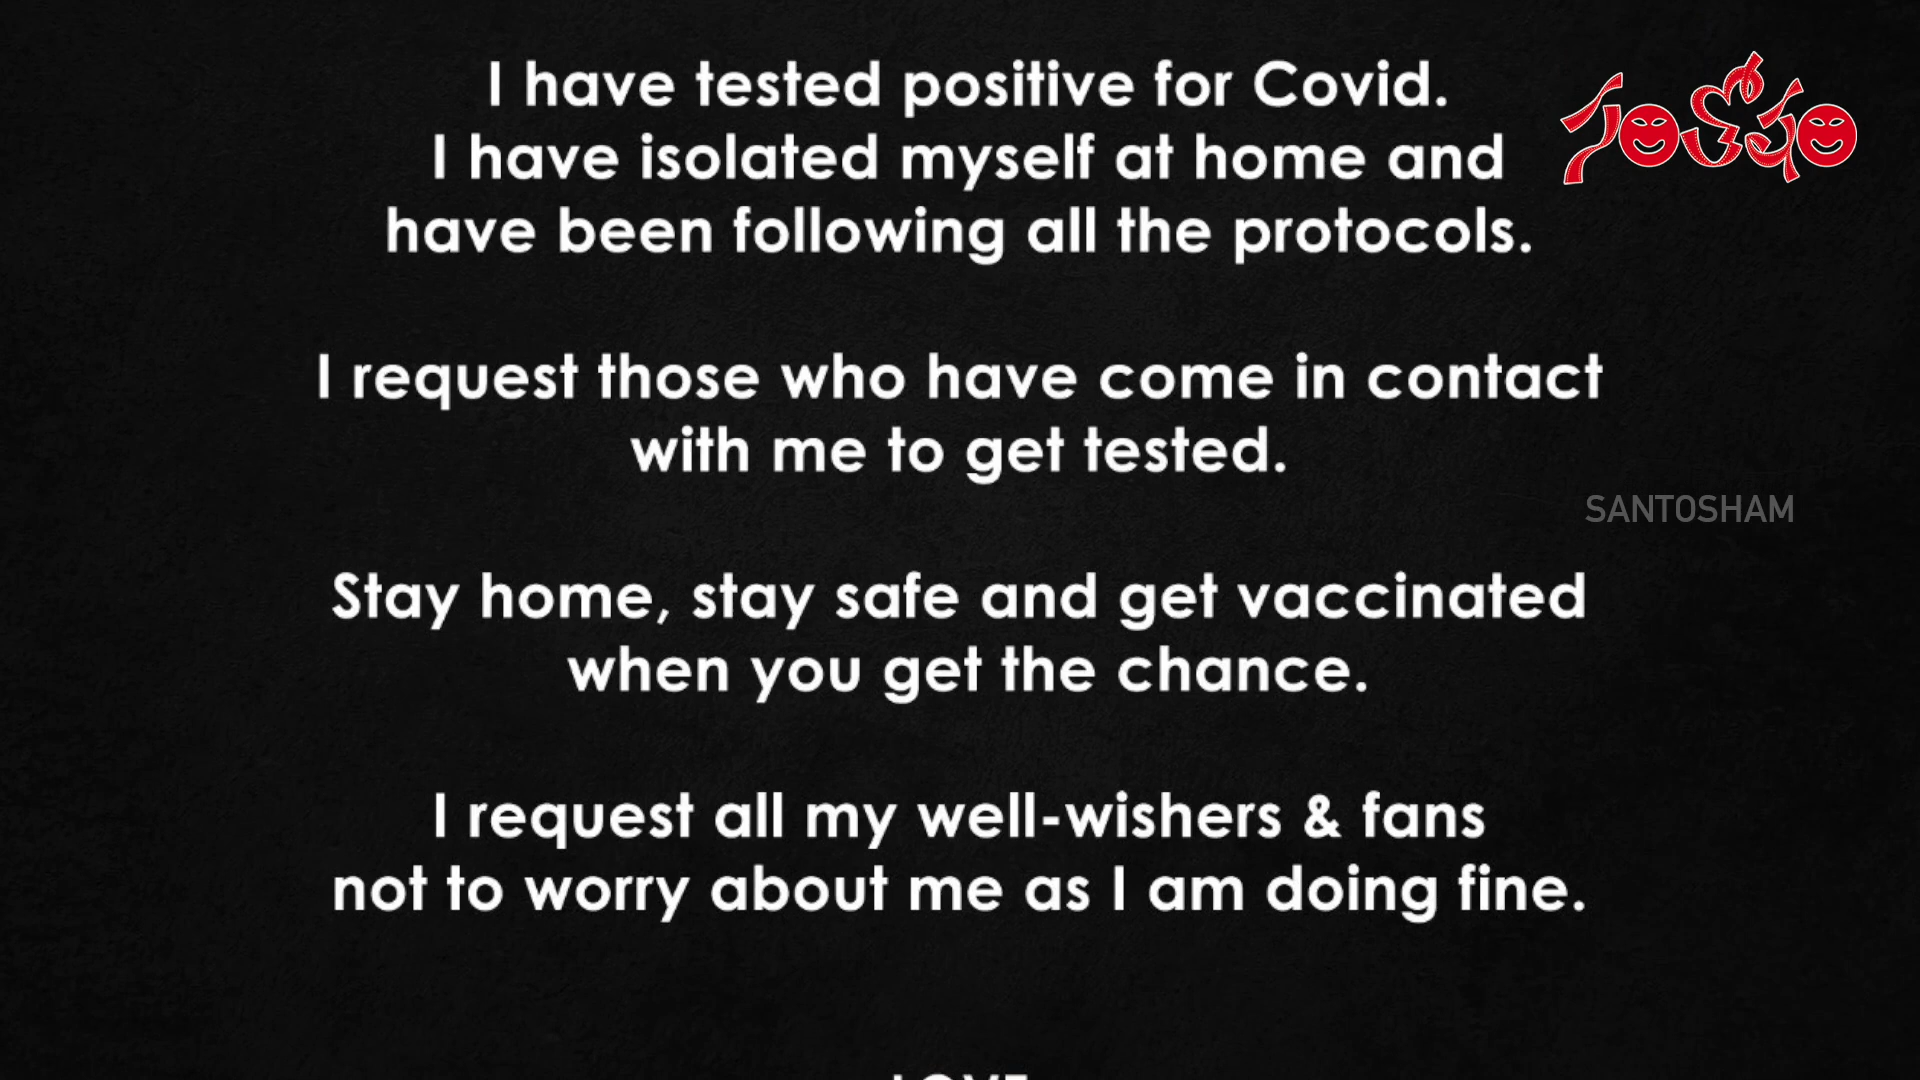 I have tested positive for Covid.
I have isolated myself at home and
have been following all the protocols.
I request those who have come in contact
with me to get tested.
SANTOSHAM
Stay home, stay safe and get vaccinated
when you get the chance.
I request all my well-wishers & fans
not to worry about me as I am doing fine.
సంతోషం